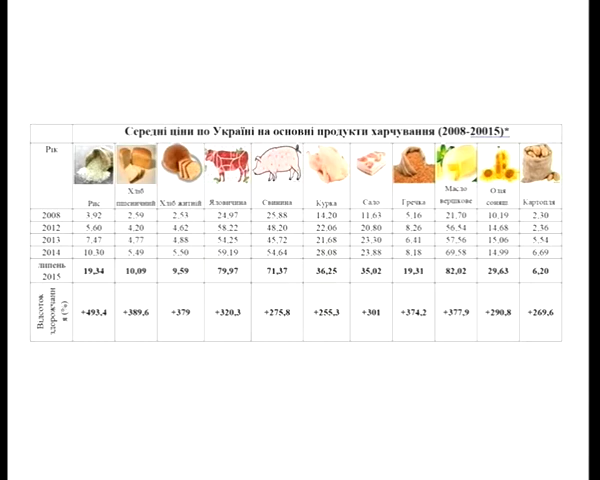 Середні ціни по Україні на основні продукти харчування (2008-20015)*
Рік Рис Хліб пшеничний Хліб житній Яловичина Свинина Курка Сало Гречка Масло вершкове Олія соняш Картопля
2008 3,92 2,59 2,53 24,97 25,88 14,20 11,63 5,16 21,70 10,19 2,30
2012 5,60 4,20 4,62 58,22 48,20 22,06 20,80 8,26 56,54 14,68 2,36
2013 7,47 4,77 4,88 54,25 45,72 21,68 23,30 6,41 57,56 15,06 5,54
2014 10,30 5,49 5,50 59,19 54,64 28,08 23,88 8,18 69,58 14,99 6,69
липень 2015 19,34 10,09 9,59 79,97 71,37 36,25 35,02 19,31 82,02 29,63 6,20
Відсоток здорожчання (%) +493,4 +389,6 +379 +320,3 +275,8 +255,3 +301 +374,2 +377,9 +290,8 +269,6